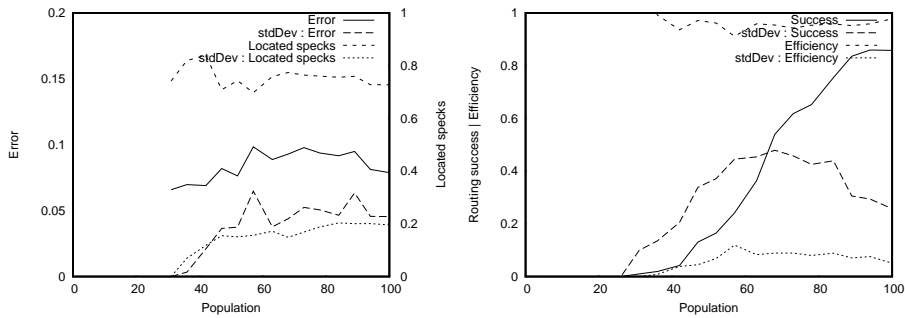 0.2
0.15
0.1
0.05
0
0 20 40 60 80 100
1
0.8
0.6
0.4
0.2
0
Error
Located specks
Population
Error
stdDev : Error
Located specks
stdDev : Located specks
1
0.8
0.6
0.4
0.2
0
0 20 40 60 80 100
Routing success | Efficiency
Population
Success
stdDev : Success
Efficiency
stdDev : Efficiency